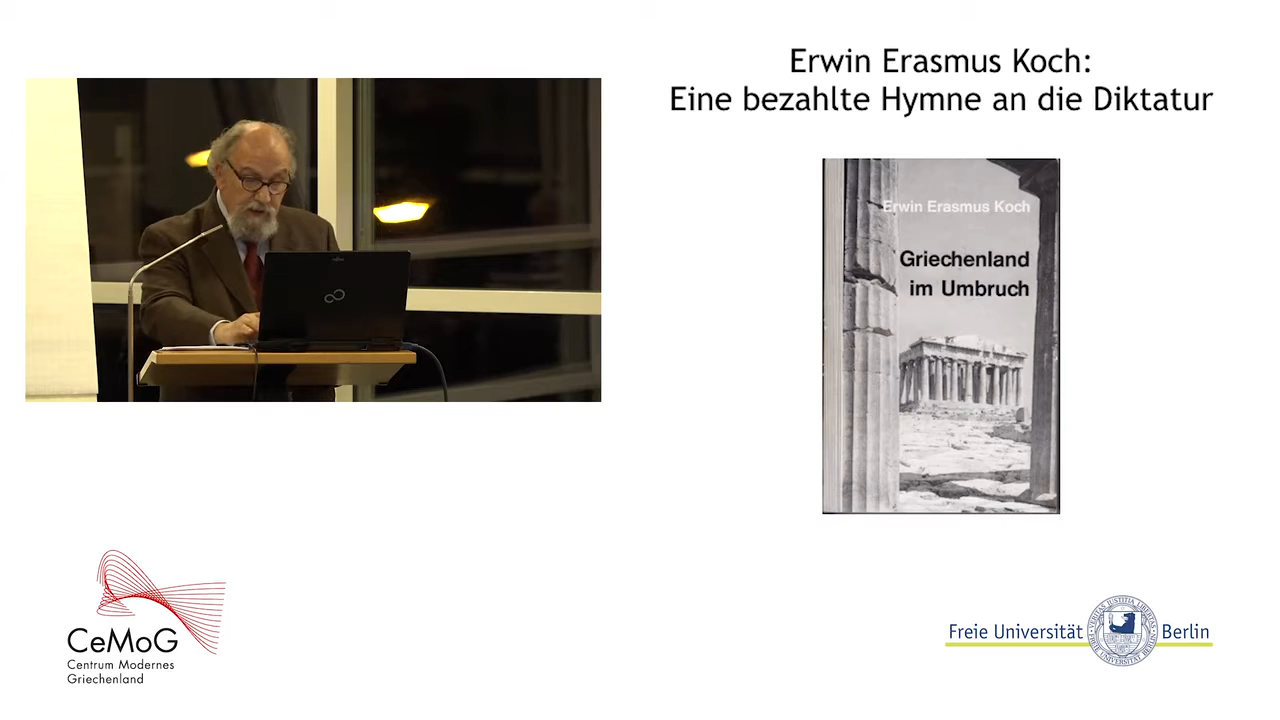 Erwin Erasmus Koch:
Eine bezahlte Hymne an die Diktatur
Erwin Erasmus Koch
Griechenland
im Umbruch
CeMoG
Centrum Modernes
Griechenland
Freie Universität Berlin